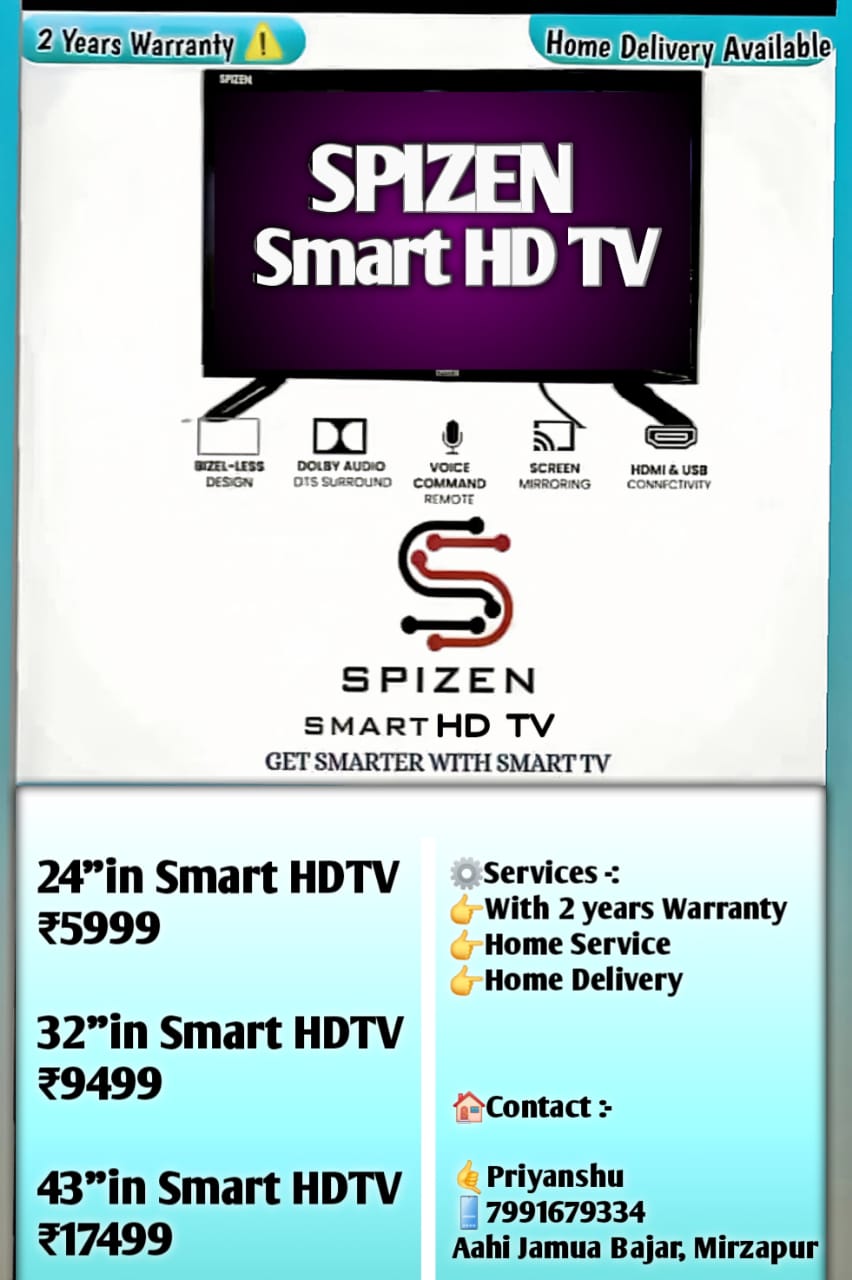 2 Years Warranty ⚠️
Home Delivery Available
SPIZEN
SPIZEN
Smart HD TV
BIZEL-LESS
DESIGN
DOLBY AUDIO
DTS SURROUND
VOICE
COMMAND
REMOTE
SCREEN
MIRRORING
HDMI & USB
CONNECTIVITY
SPIZEN
SMART HD TV
GET SMARTER WITH SMART TV
24”in Smart HDTV
₹5999
32”in Smart HDTV
₹9499
43”in Smart HDTV
₹17499
⚙️Services -:
👉With 2 years Warranty
👉Home Service
👉Home Delivery
🏠Contact :-
🤙Priyanshu
📱7991679334
Aahi Jamua Bajar, Mirzapur